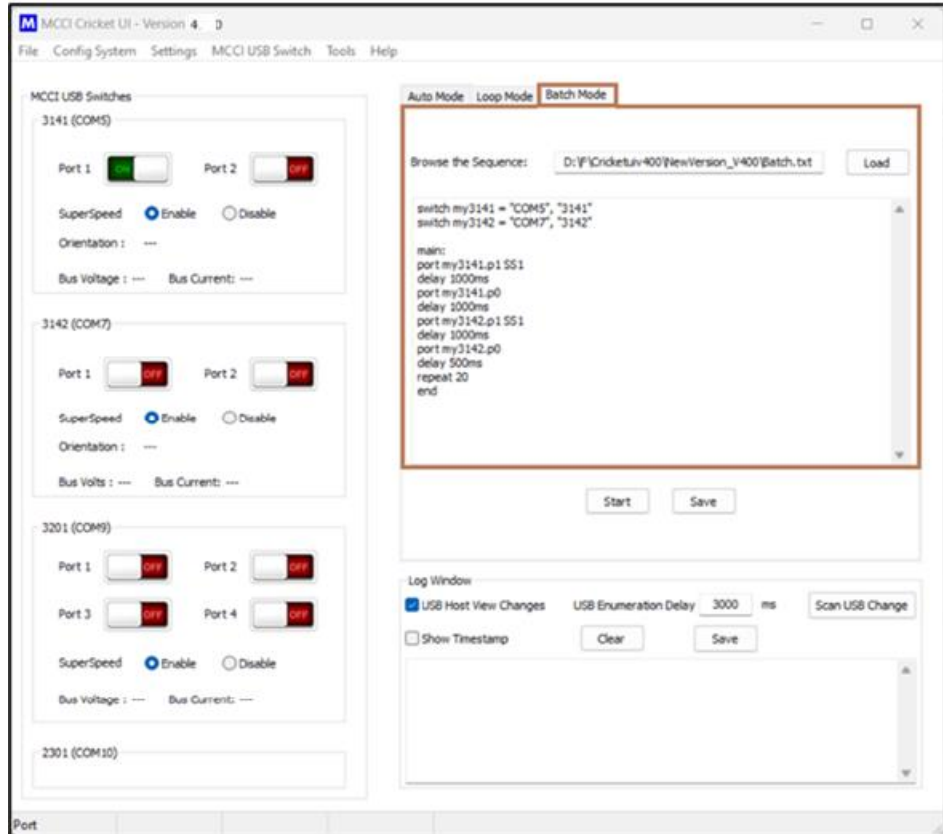 MCCI Cricket UI - Version 4. 0
File Config System Settings MCCI USB Switch Tools Help
MCCI USB Switches
3141 (COM5)
Port 1 ON Port 2 OFF
SuperSpeed Enable Disable
Orientation : ---
Bus Voltage : --- Bus Current: ---
3142 (COM7)
Port 1 OFF Port 2 OFF
SuperSpeed Enable Disable
Orientation : ---
Bus Volts : --- Bus Current: ---
3201 (COM9)
Port 1 OFF Port 2 OFF
Port 3 OFF Port 4 OFF
SuperSpeed Enable Disable
Bus Voltage : --- Bus Current: ---
2301 (COM10)
Auto Mode Loop Mode Batch Mode
Browse the Sequence: D:\F\Cricketuiv400\NewVersion_V400\Batch.txt Load
switch my3141 = "COM5", "3141"
switch my3142 = "COM7", "3142"
main:
port my3141.p1 SS1
delay 1000ms
port my3141.p0
delay 1000ms
port my3142.p1 SS1
delay 1000ms
port my3142.p0
delay 500ms
repeat 20
end
Start Save
Log Window
USB Host View Changes USB Enumeration Delay 3000 ms Scan USB Change
Show Timestamp Clear Save
Port